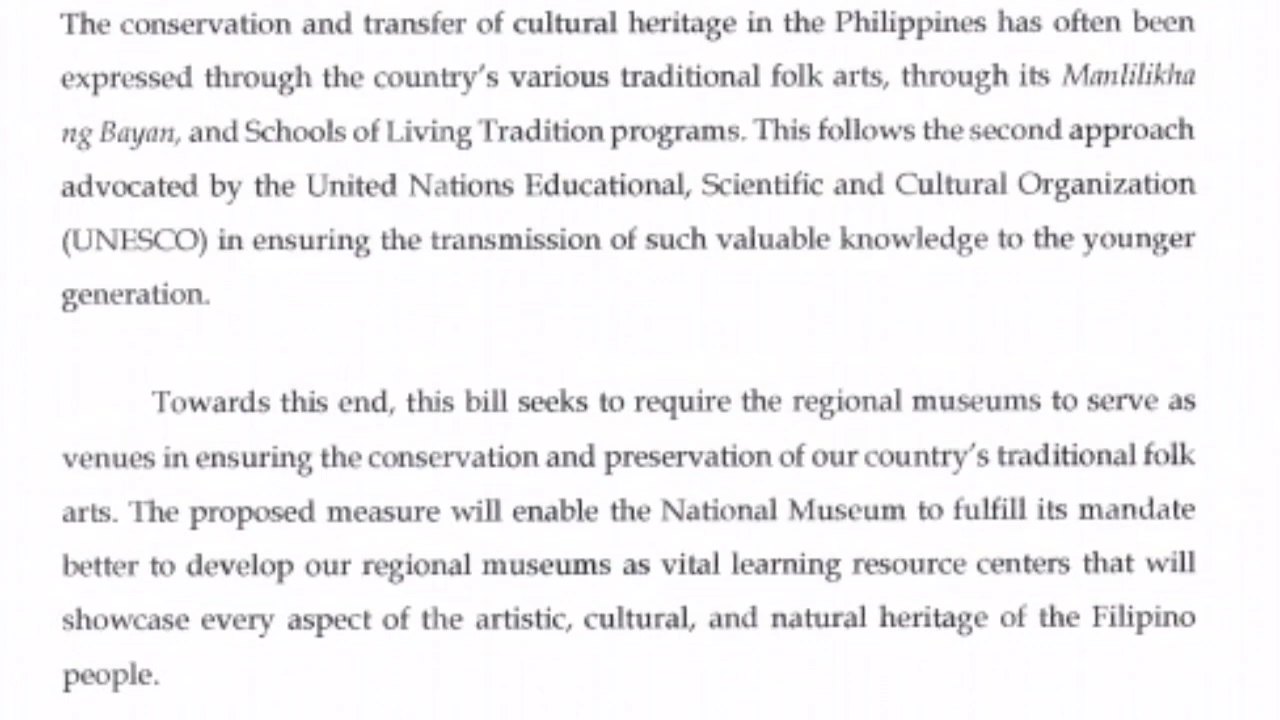 The conservation and transfer of cultural heritage in the Philippines has often been
expressed through the country's various traditional folk arts, through its Manlilikha
ng Bayan, and Schools of Living Tradition programs. This follows the second approach
advocated by the United Nations Educational, Scientific and Cultural Organization
(UNESCO) in ensuring the transmission of such valuable knowledge to the younger
generation.
Towards this end, this bill seeks to require the regional museums to serve as
venues in ensuring the conservation and preservation of our country's traditional folk
arts. The proposed measure will enable the National Museum to fulfill its mandate
better to develop our regional museums as vital learning resource centers that will
showcase every aspect of the artistic, cultural, and natural heritage of the Filipino
people.